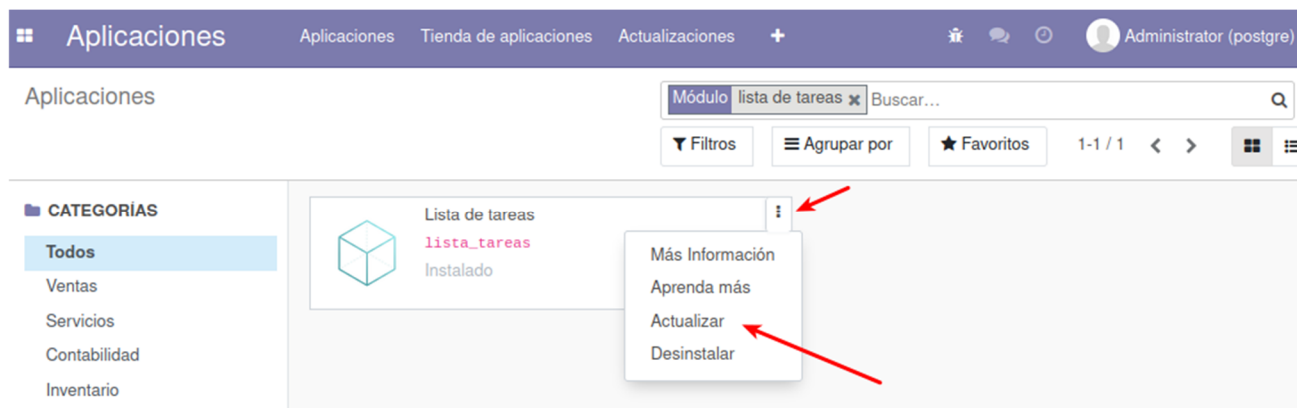 Aplicaciones Aplicaciones Tienda de aplicaciones Actualizaciones + Administrator (postgre)
Aplicaciones
Módulo lista de tareas × Buscar...
Filtros Agrupar por Favoritos 1-1 / 1
CATEGORÍAS
Todos
Ventas
Servicios
Contabilidad
Inventario
Lista de tareas
lista_tareas
Instalado
Más Información
Aprenda más
Actualizar
Desinstalar